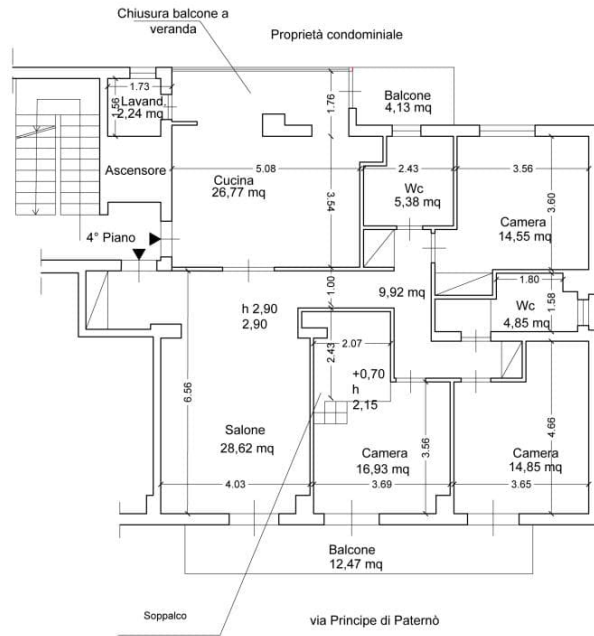 Chiusura balcone a
veranda
Proprietà condominiale
1.73
Lavand.
2,24 mq
1.56
1.76
Balcone
4,13 mq
Ascensore
5.08
Cucina
26,77 mq
3.54
2.43
Wc
5,38 mq
3.56
3.60
Camera
14,55 mq
4° Piano
1.00
9,92 mq
1.80
1.58
Wc
4,85 mq
h 2,90
2,90
2.43
2.07
+0,70
h
2,15
6.56
Salone
28,62 mq
3.56
Camera
16,93 mq
4.66
Camera
14,85 mq
4.03
3.69
3.65
Balcone
12,47 mq
Soppalco
via Principe di Paternò